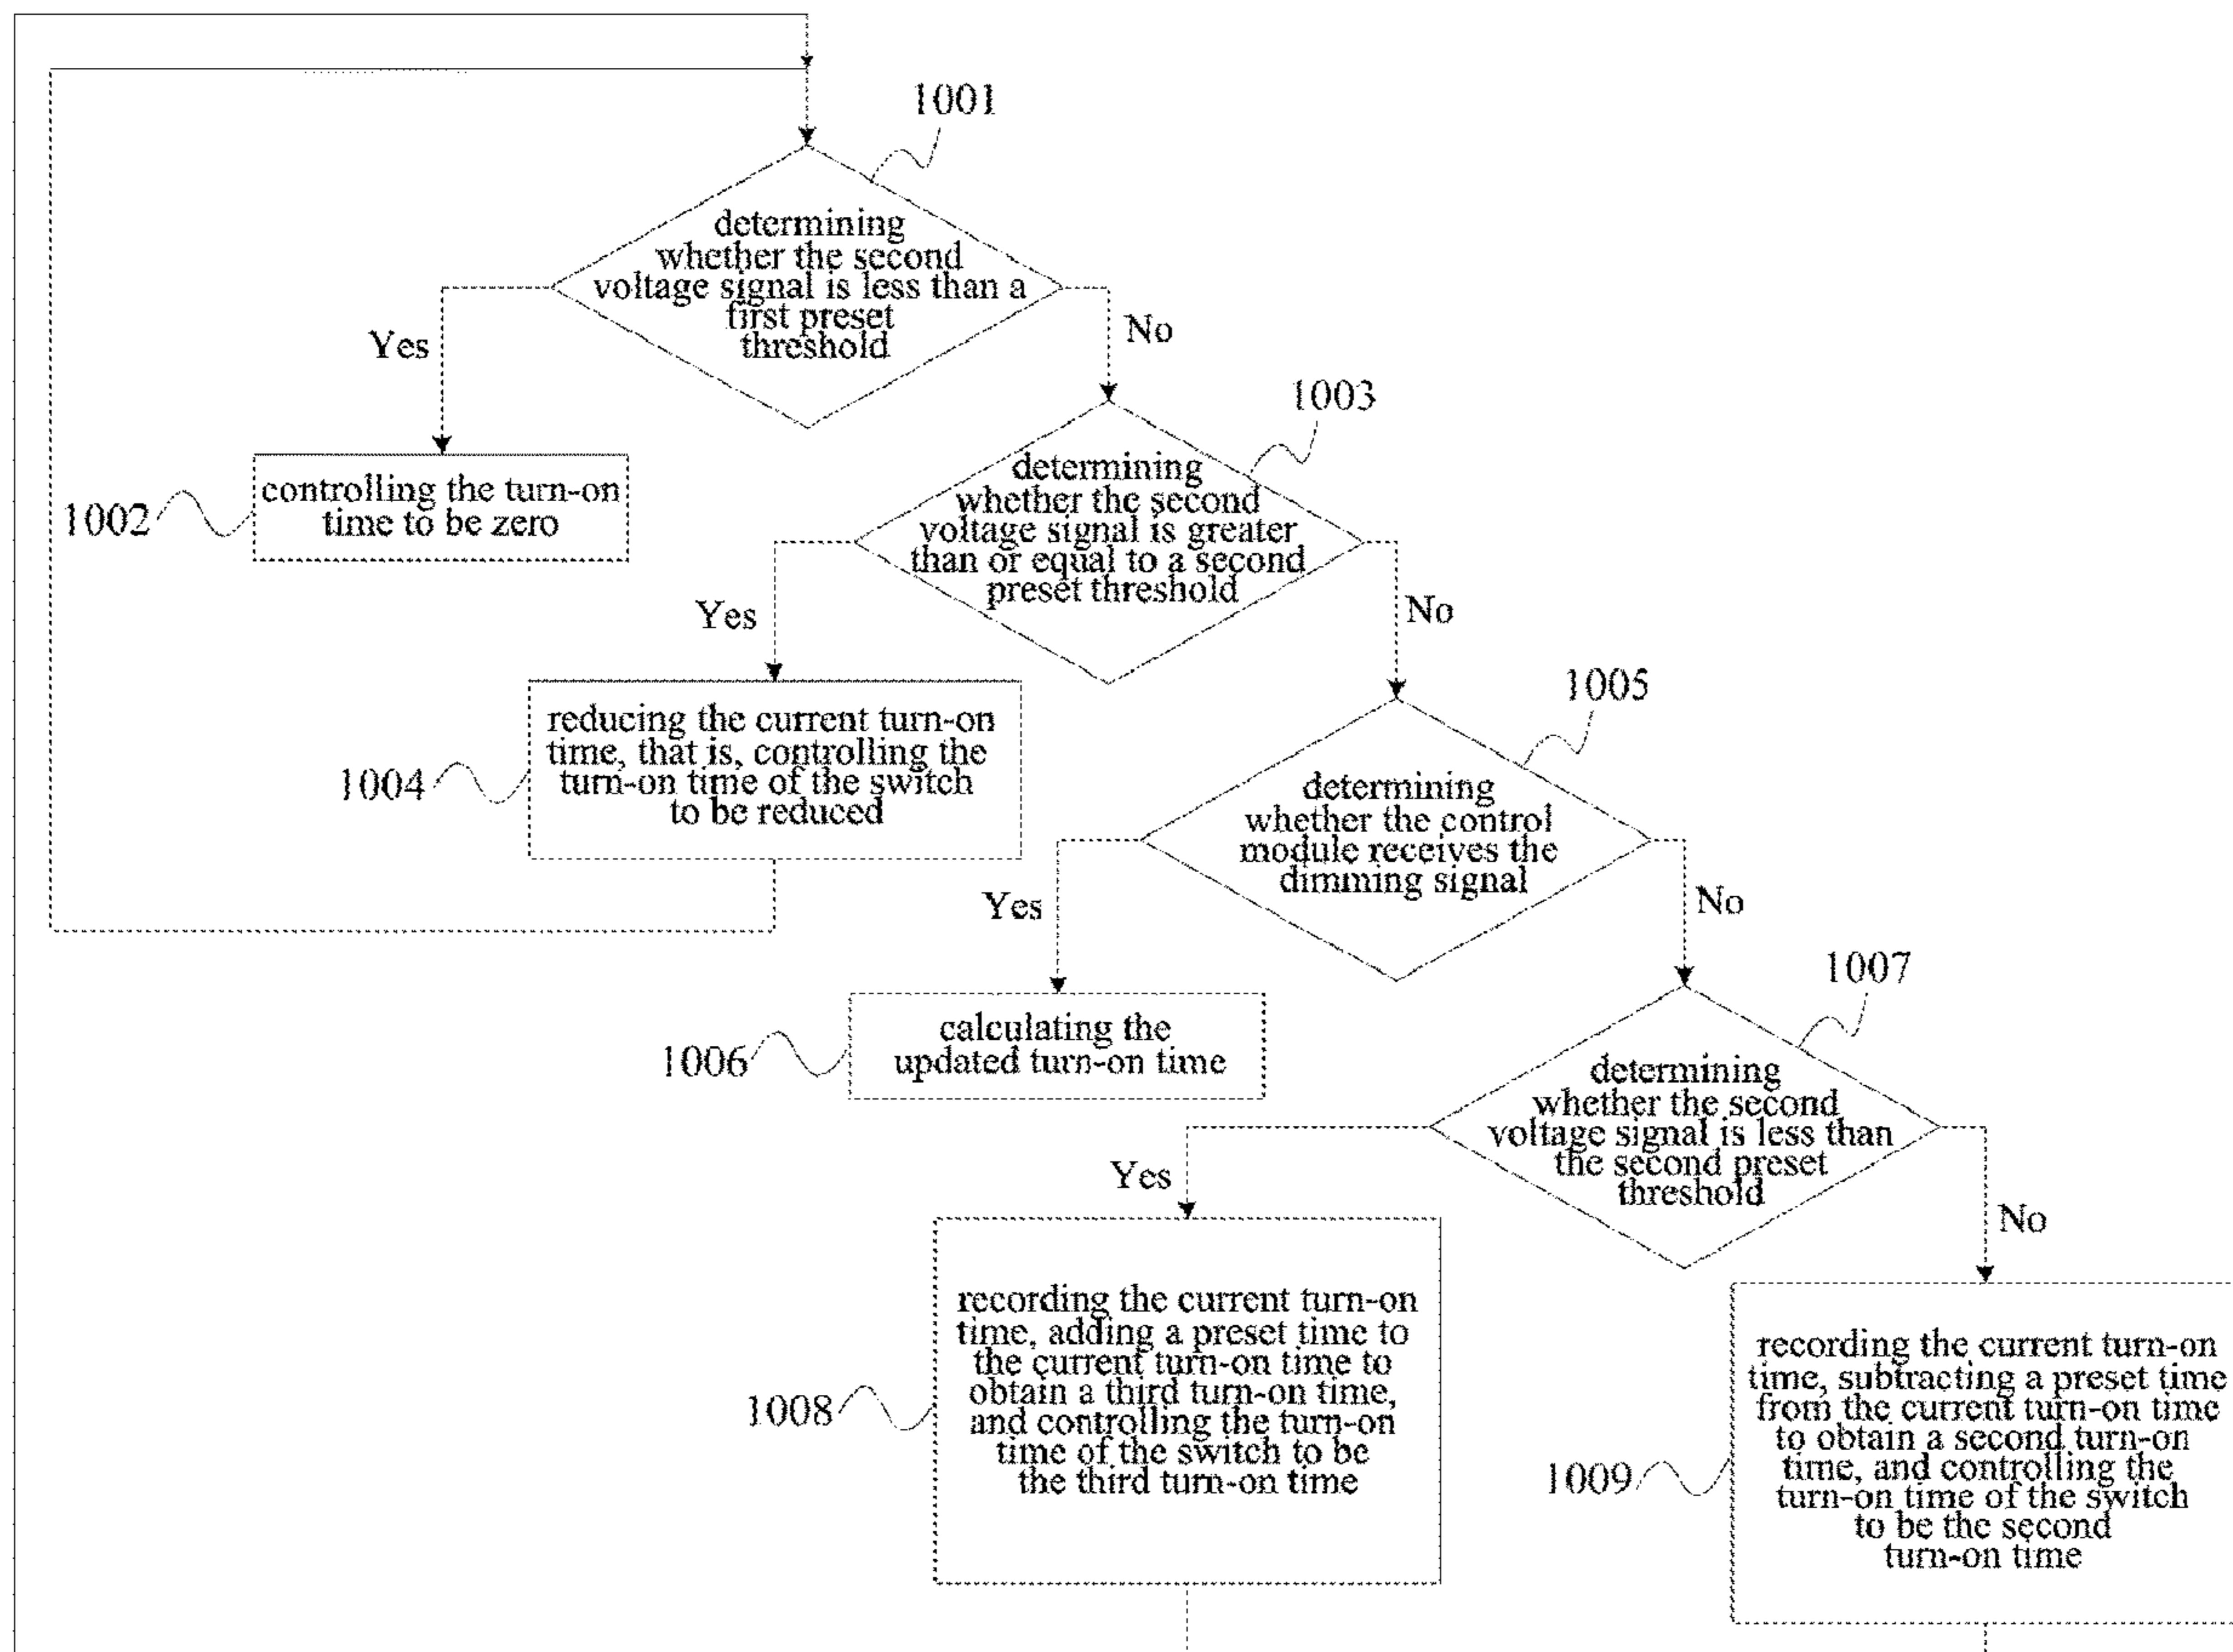 1001
determining
whether the second
voltage signal is less than a
first preset
threshold
Yes
No
1002
controlling the turn-on
time to be zero
1003
determining
whether the second
voltage signal is greater
than or equal to a second
preset threshold
Yes
No
1004
reducing the current turn-on
time, that is, controlling the
turn-on time of the switch
to be reduced
1005
determining
whether the control
module receives the
dimming signal
Yes
No
1006
calculating the
updated turn-on time
1007
determining
whether the second
voltage signal is less than
the second preset
threshold
Yes
No
1008
recording the current turn-on
time, adding a preset time to
the current turn-on time to
obtain a third turn-on time,
and controlling the turn-on
time of the switch to be
the third turn-on time
1009
recording the current turn-on
time, subtracting a preset time
from the current turn-on time
to obtain a second turn-on
time, and controlling the
turn-on time of the switch
to be the second
turn-on time